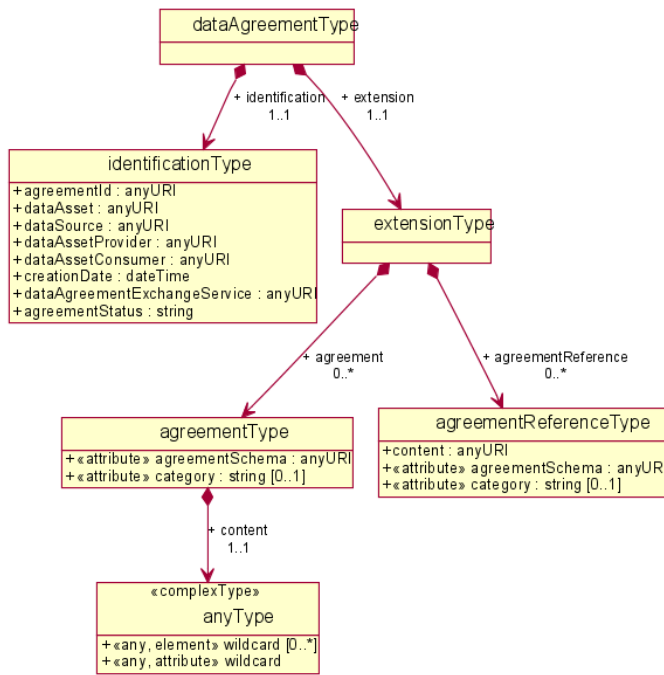 dataAgreementType
+ identification
1..1
+ extension
1..1
identificationType
+agreementId : anyURI
+dataAsset : anyURI
+dataSource : anyURI
+dataAssetProvider : anyURI
+dataAssetConsumer : anyURI
+creationDate : dateTime
+dataAgreementExchangeService : anyURI
+agreementStatus : string
extensionType
+ agreement
0..*
+ agreementReference
0..*
agreementType
+«attribute» agreementSchema : anyURI
+«attribute» category : string [0..1]
agreementReferenceType
+content : anyURI
+«attribute» agreementSchema : anyUR
+«attribute» category : string [0..1]
+ content
1..1
«complexType»
anyType
+«any, element» wildcard [0..*]
+«any, attribute» wildcard